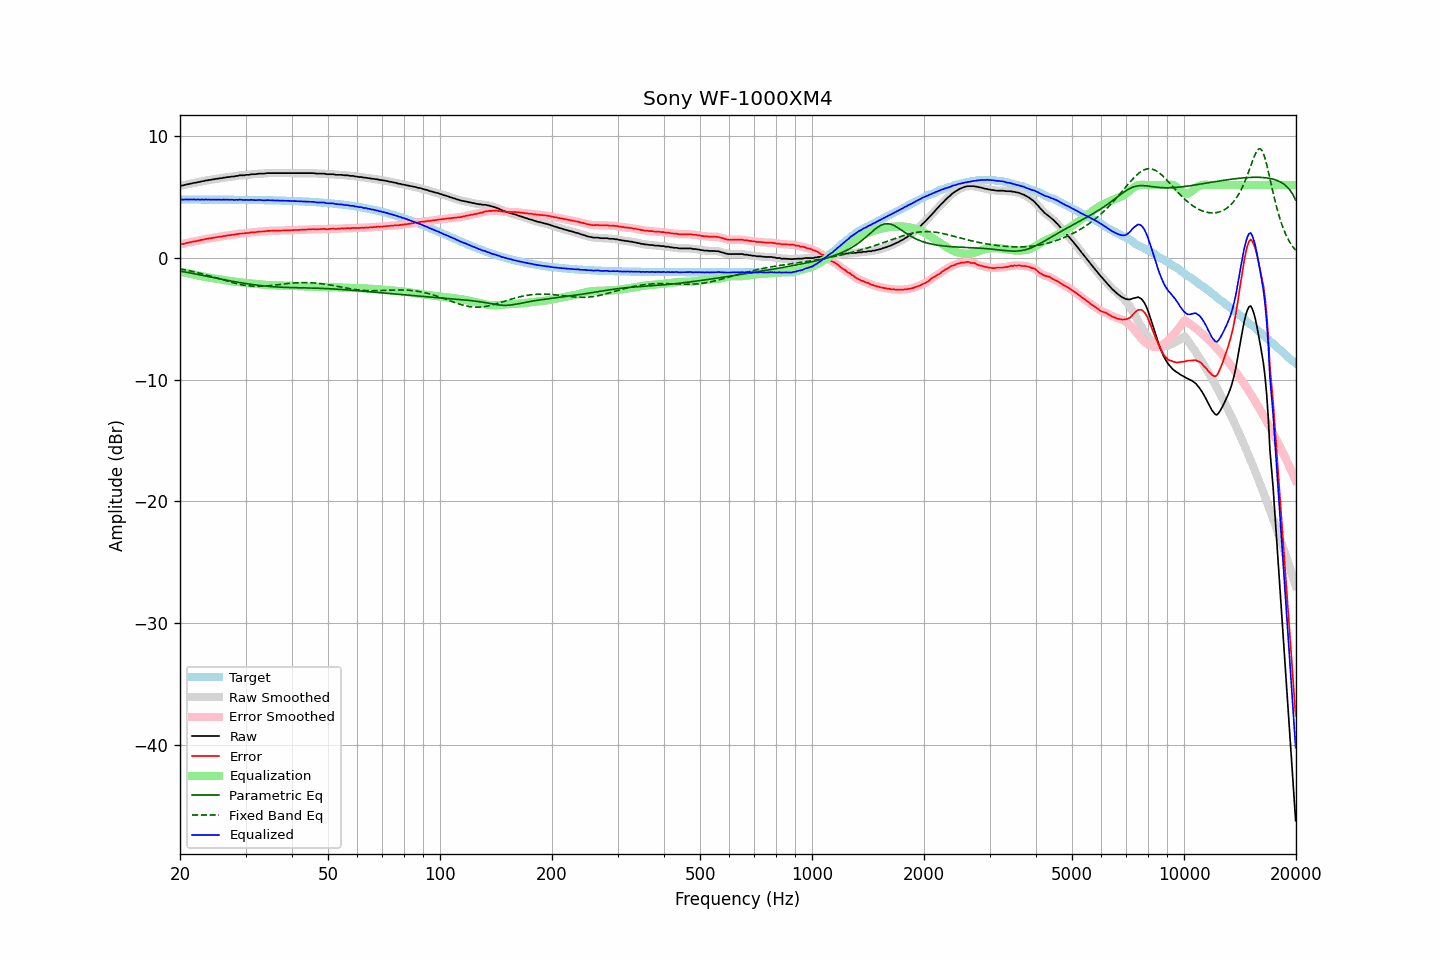 Sony WF-1000XM4
Amplitude (dBr)
10
0
−10
−20
−30
−40
Target
Raw Smoothed
Error Smoothed
Raw
Error
Equalization
Parametric Eq
Fixed Band Eq
Equalized
20 50 100 200 500 1000 2000 5000 10000 20000
Frequency (Hz)